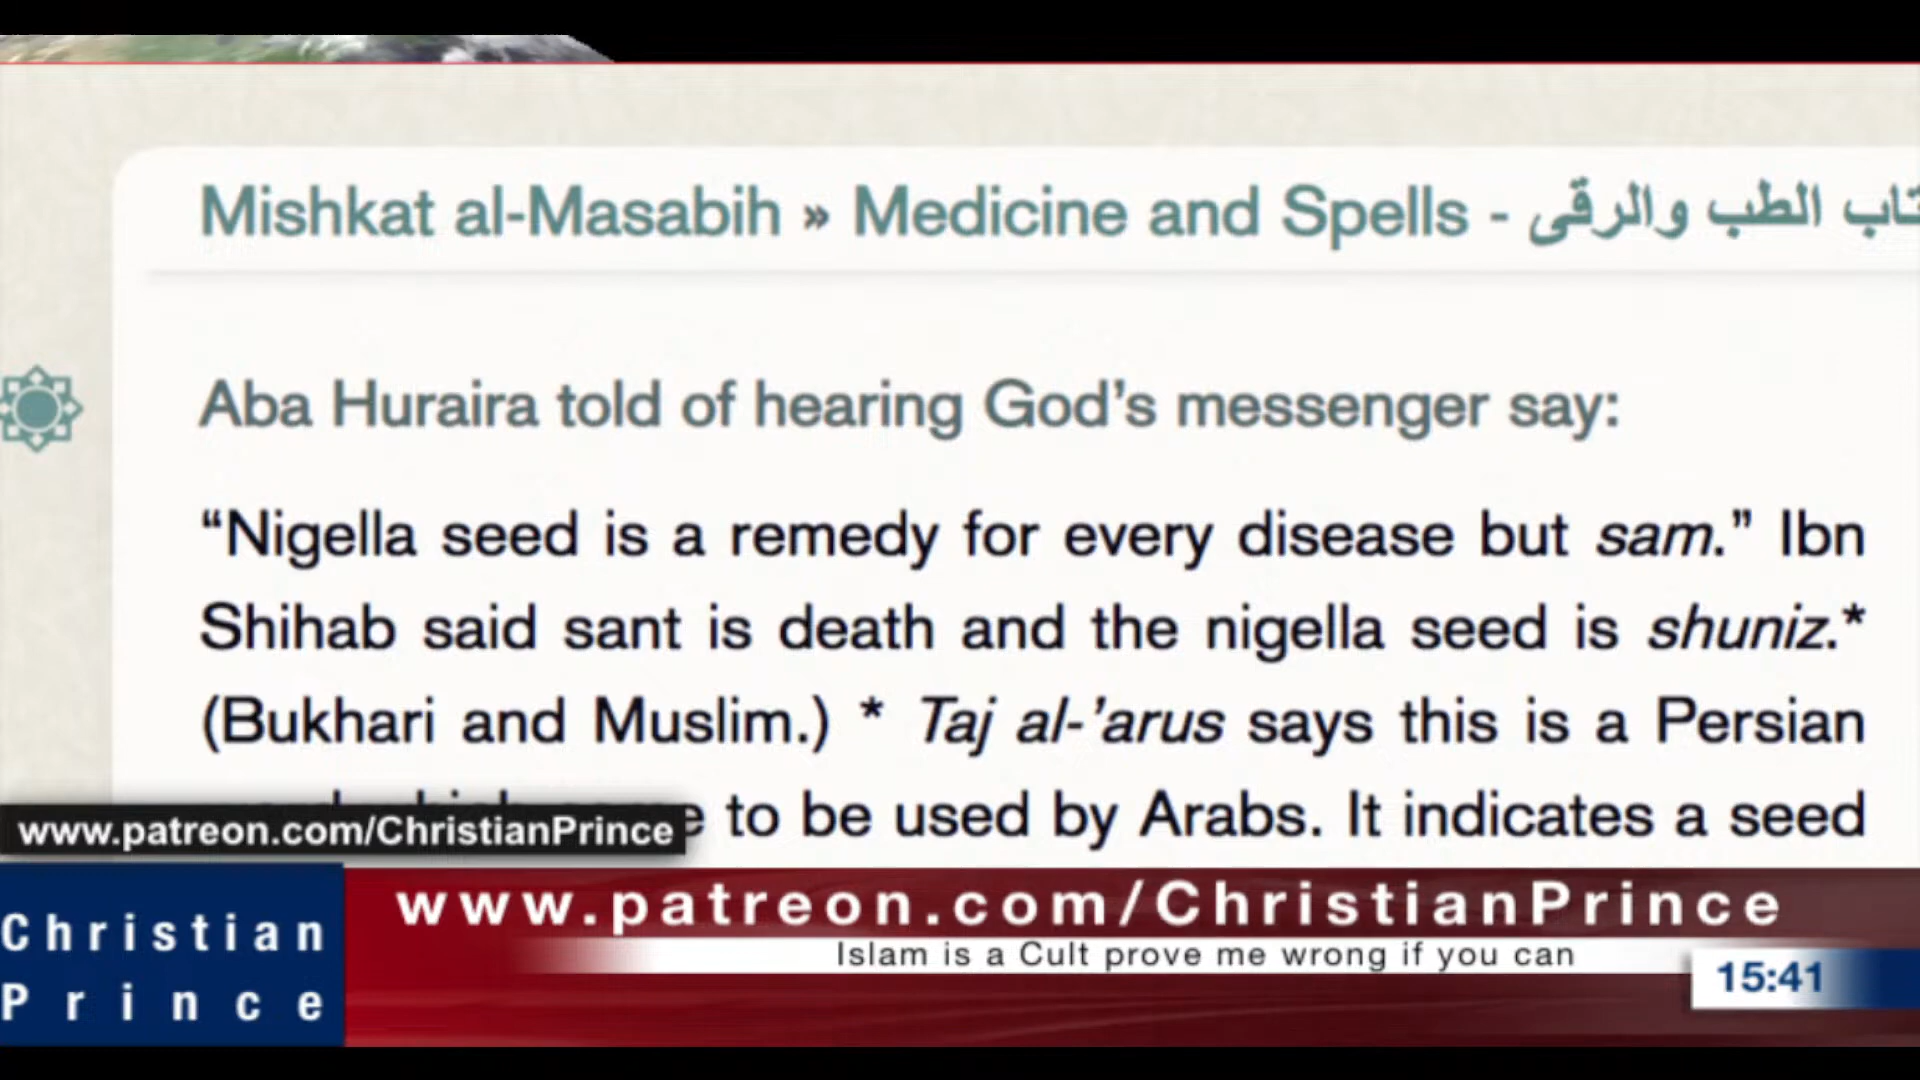 Mishkat al-Masabih » Medicine and Spells - تاب الطب والرقى
Aba Huraira told of hearing God’s messenger say:
“Nigella seed is a remedy for every disease but sam.” Ibn
Shihab said sant is death and the nigella seed is shuniz.*
(Bukhari and Muslim.) * Taj al-’arus says this is a Persian
to be used by Arabs. It indicates a seed
www.patreon.com/ChristianPrince
www.patreon.com/ChristianPrince
Islam is a Cult prove me wrong if you can
15:41
Christian
Prince